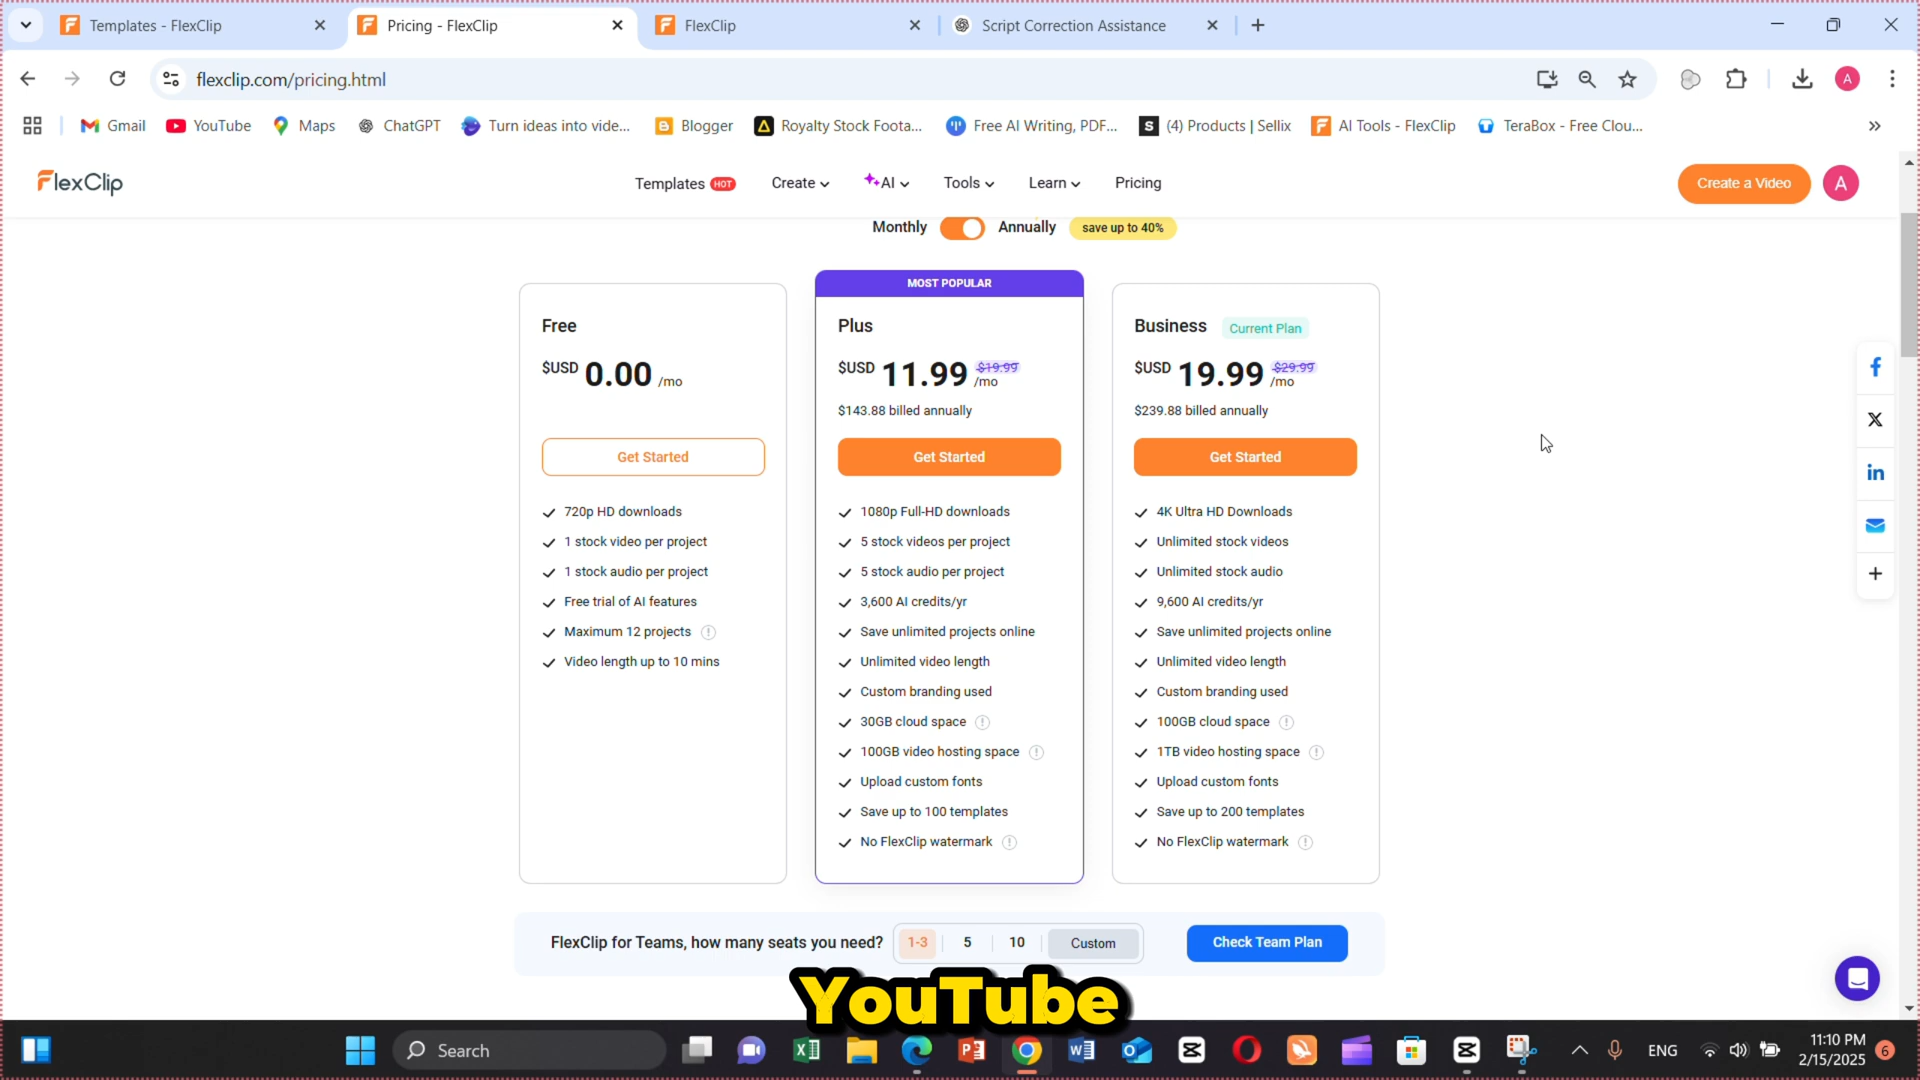 Templates - FlexClip
Pricing - FlexClip
FlexClip
Script Correction Assistance
flexclip.com/pricing.html
A
Gmail
YouTube
Maps
ChatGPT
Turn ideas into vide...
Blogger
Royalty Stock Foota...
Free AI Writing, PDF...
(4) Products | Sellix
AI Tools - FlexClip
TeraBox - Free Clou...
FlexClip
Templates HOT
Create
AI
Tools
Learn
Pricing
Create a Video
A
Monthly
Annually
save up to 40%
Free
$USD 0.00 /mo
Get Started
720p HD downloads
1 stock video per project
1 stock audio per project
Free trial of AI features
Maximum 12 projects
Video length up to 10 mins
MOST POPULAR
Plus
$USD 11.99 $19.99 /mo
$143.88 billed annually
Get Started
1080p Full-HD downloads
5 stock videos per project
5 stock audio per project
3,600 AI credits/yr
Save unlimited projects online
Unlimited video length
Custom branding used
30GB cloud space
100GB video hosting space
Upload custom fonts
Save up to 100 templates
No FlexClip watermark
Business Current Plan
$USD 19.99 $29.99 /mo
$239.88 billed annually
Get Started
4K Ultra HD Downloads
Unlimited stock videos
Unlimited stock audio
9,600 AI credits/yr
Save unlimited projects online
Unlimited video length
Custom branding used
100GB cloud space
1TB video hosting space
Upload custom fonts
Save up to 200 templates
No FlexClip watermark
FlexClip for Teams, how many seats you need?
1-3
5
10
Custom
Check Team Plan
YouTube
Search
ENG
11:10 PM
2/15/2025
6